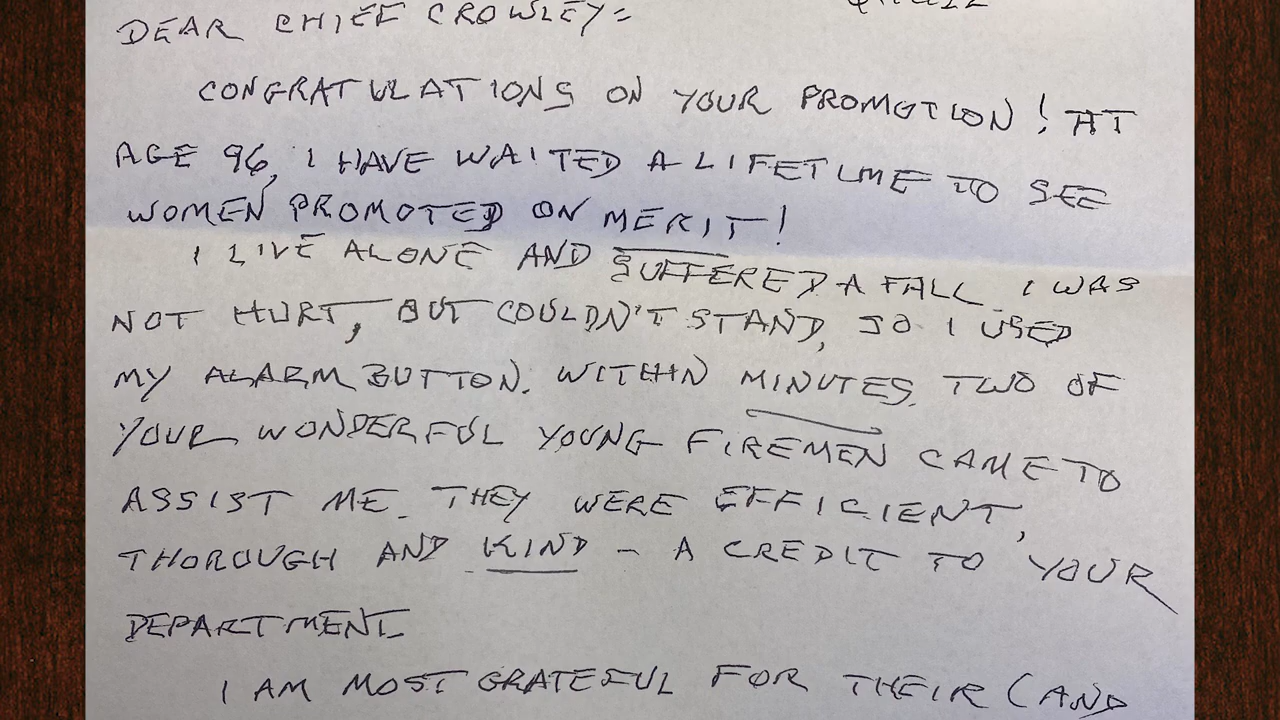 DEAR CHIEF CROWLEY=
CONGRATULATIONS ON YOUR PROMOTION! AT
AGE 96, I HAVE WAITED A LIFETIME TO SEE
WOMEN PROMOTED ON MERIT!
I LIVE ALONE AND SUFFERED A FALL. I WAS
NOT HURT, BUT COULDN'T STAND, SO I USED
MY ALARM BUTTON. WITHIN MINUTES, TWO OF
YOUR WONDERFUL YOUNG FIREMEN CAME TO
ASSIST ME. THEY WERE EFFICIENT,
THOROUGH AND KIND – A CREDIT TO YOUR
DEPARTMENT.
I AM MOST GRATEFUL FOR THEIR (AND